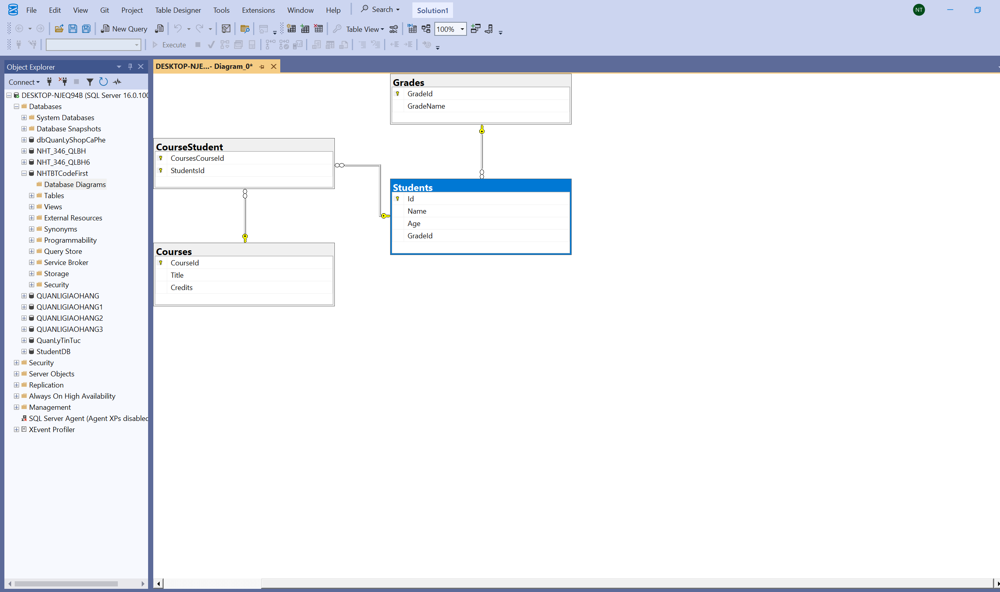 File Edit View Git Project Table Designer Tools Extensions Window Help Search Solution1 NT
New Query Table View abc 100%
Execute
Object Explorer
Connect
DESKTOP-NJEQ94B (SQL Server 16.0.100
Databases
System Databases
Database Snapshots
dbQuanLyShopCaPhe
NHT_346_QLBH
NHT_346_QLBH6
NHTBTCodeFirst
Database Diagrams
Tables
Views
External Resources
Synonyms
Programmability
Query Store
Service Broker
Storage
Security
QUANLIGIAOHANG
QUANLIGIAOHANG1
QUANLIGIAOHANG2
QUANLIGIAOHANG3
QuanLyTinTuc
StudentDB
Security
Server Objects
Replication
Always On High Availability
Management
SQL Server Agent (Agent XPs disabled
XEvent Profiler
DESKTOP-NJE...- Diagram_0*
Grades
GradeId
GradeName
CourseStudent
CoursesCourseId
StudentsId
Students
Id
Name
Age
GradeId
Courses
CourseId
Title
Credits